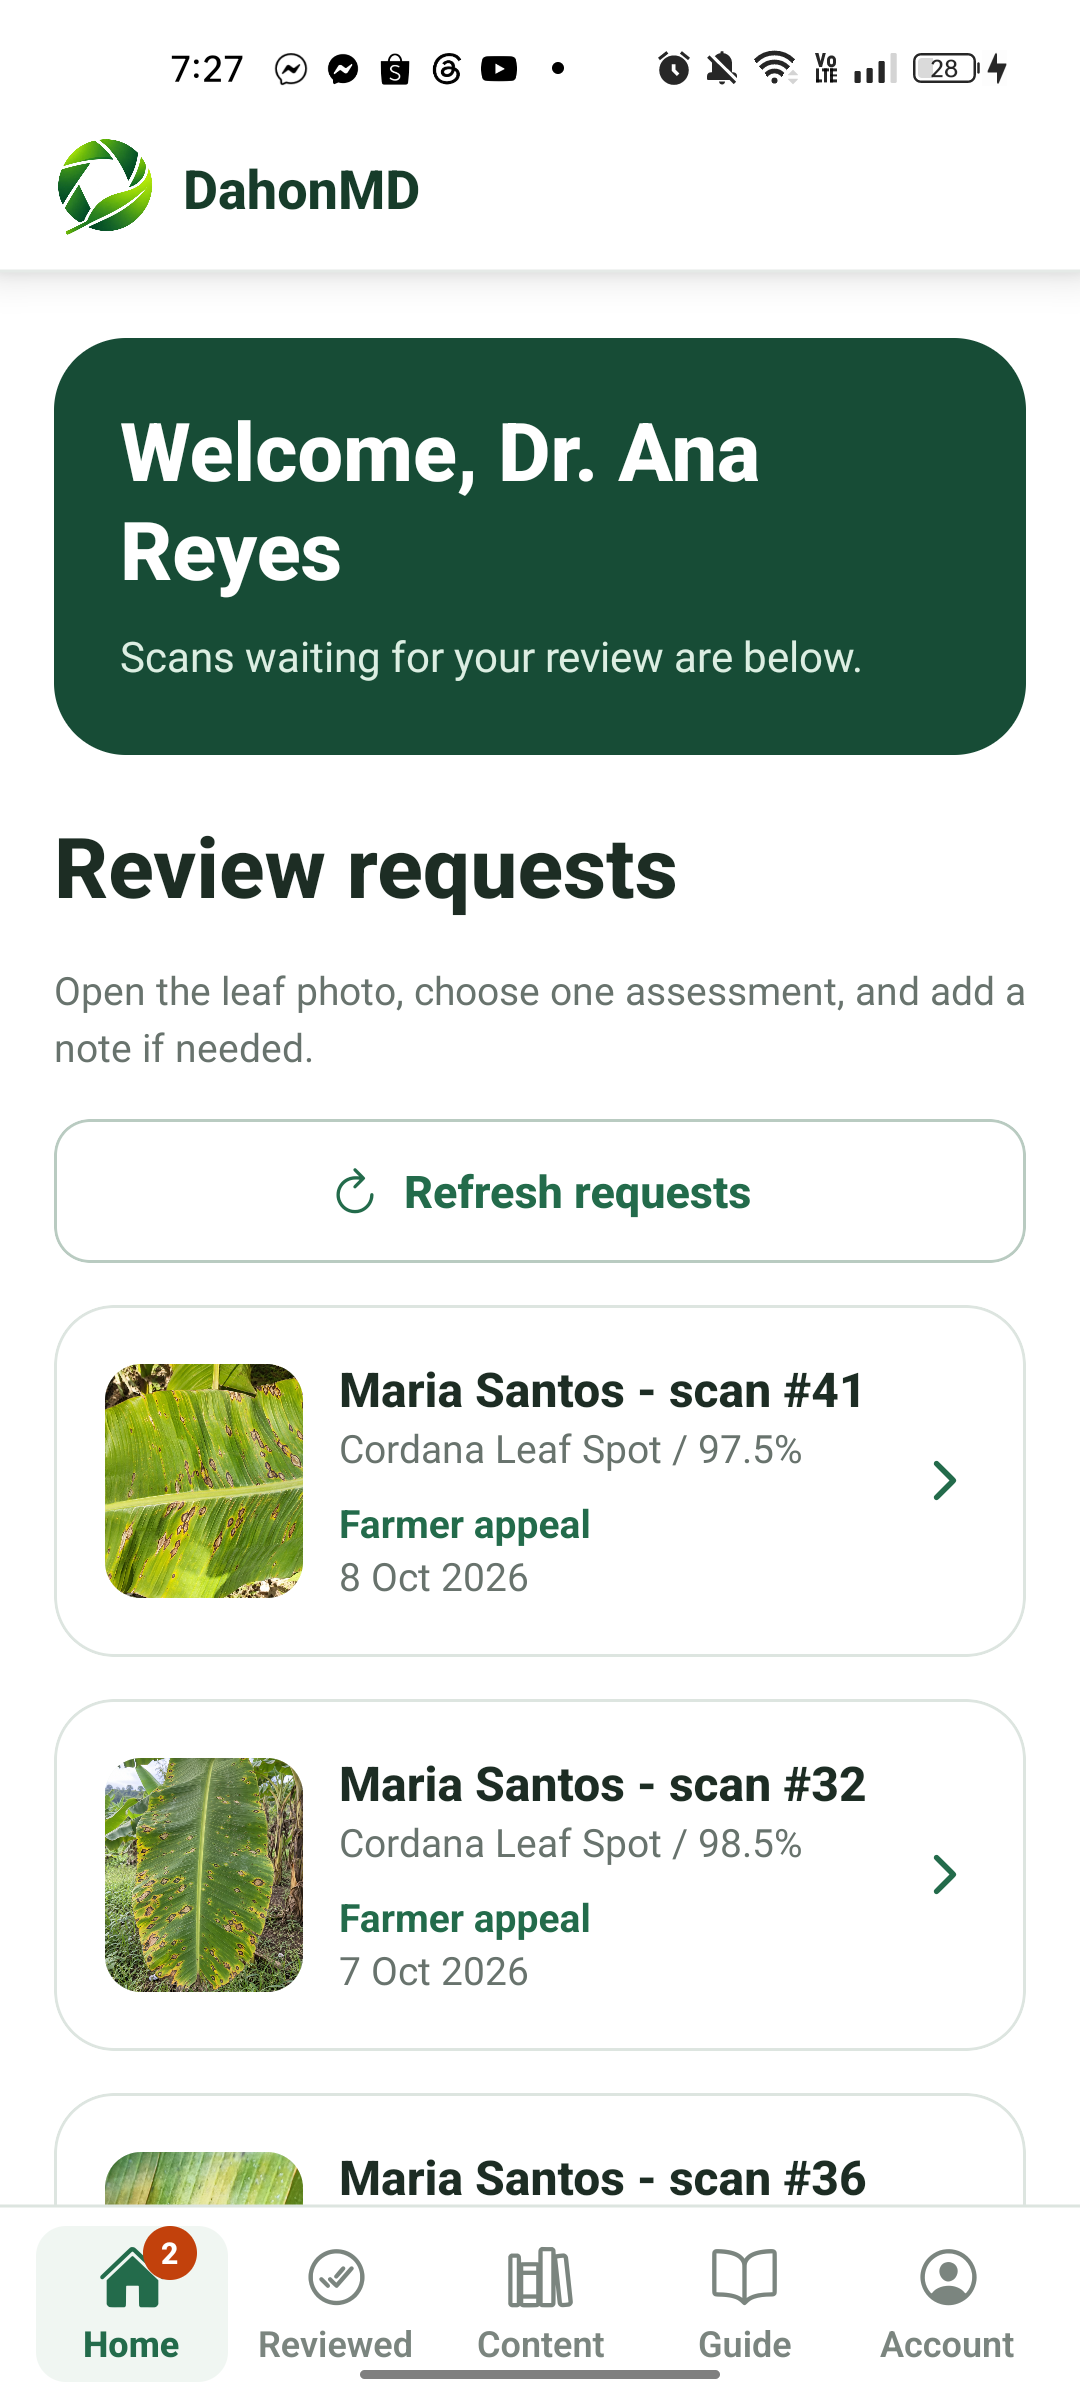 7:27
Vo LTE
28
DahonMD
Welcome, Dr. Ana
Reyes
Scans waiting for your review are below.
Review requests
Open the leaf photo, choose one assessment, and add a
note if needed.
Refresh requests
Maria Santos - scan #41
Cordana Leaf Spot / 97.5%
Farmer appeal
8 Oct 2026
Maria Santos - scan #32
Cordana Leaf Spot / 98.5%
Farmer appeal
7 Oct 2026
Maria Santos - scan #36
2
Home
Reviewed
Content
Guide
Account